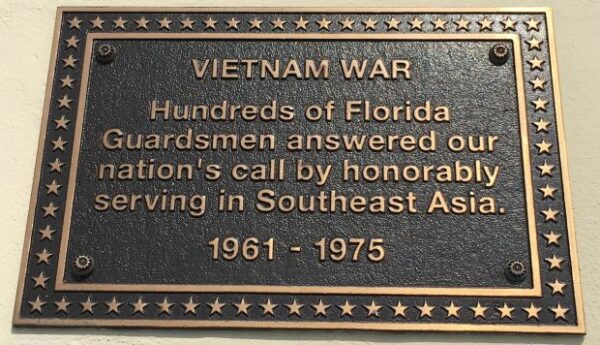 VIETNAM WAR
Hundreds of Florida
Guardsmen answered our
nation's call by honorably
serving in Southeast Asia.
1961 - 1975